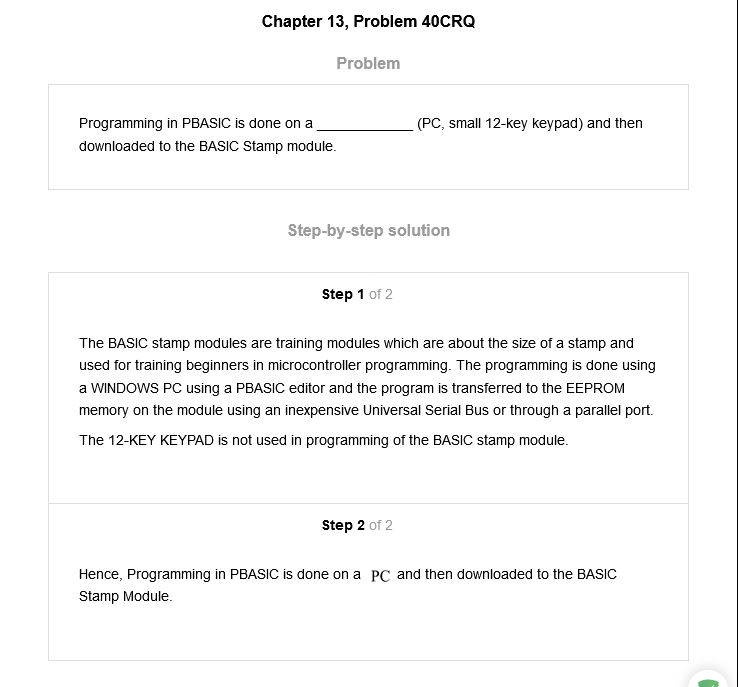 Chapter 13, Problem 40CRQ
Problem
Programming in PBASIC is done on a ____________ (PC, small 12-key keypad) and then
downloaded to the BASIC Stamp module.
Step-by-step solution
Step 1 of 2
The BASIC stamp modules are training modules which are about the size of a stamp and
used for training beginners in microcontroller programming. The programming is done using
a WINDOWS PC using a PBASIC editor and the program is transferred to the EEPROM
memory on the module using an inexpensive Universal Serial Bus or through a parallel port.
The 12-KEY KEYPAD is not used in programming of the BASIC stamp module.
Step 2 of 2
Hence, Programming in PBASIC is done on a PC and then downloaded to the BASIC
Stamp Module.